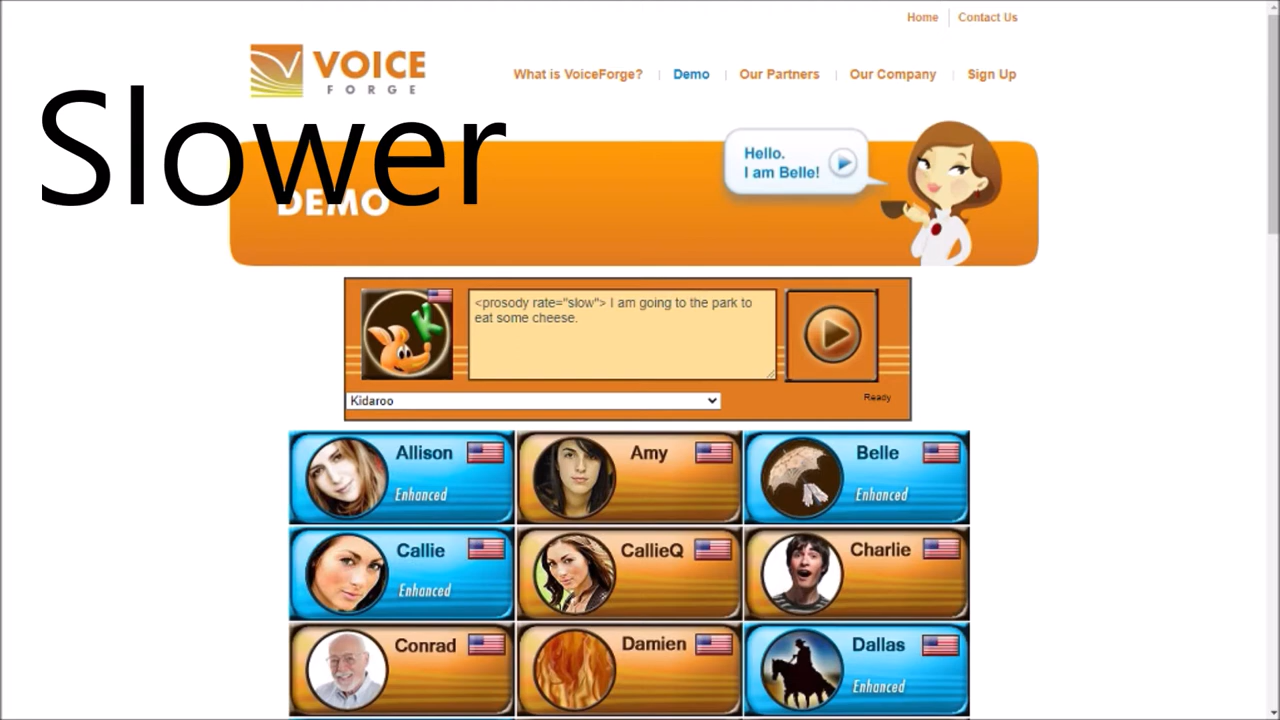 Home
Contact Us
VOICE
FORGE
What is VoiceForge?
Demo
Our Partners
Our Company
Sign Up
Slower
DEMO
Hello.
I am Belle!
K
<prosody rate="slow"> I am going to the park to
eat some cheese.
Kidaroo
Ready
Allison
Enhanced
Amy
Belle
Enhanced
Callie
Enhanced
CallieQ
Charlie
Conrad
Damien
Dallas
Enhanced